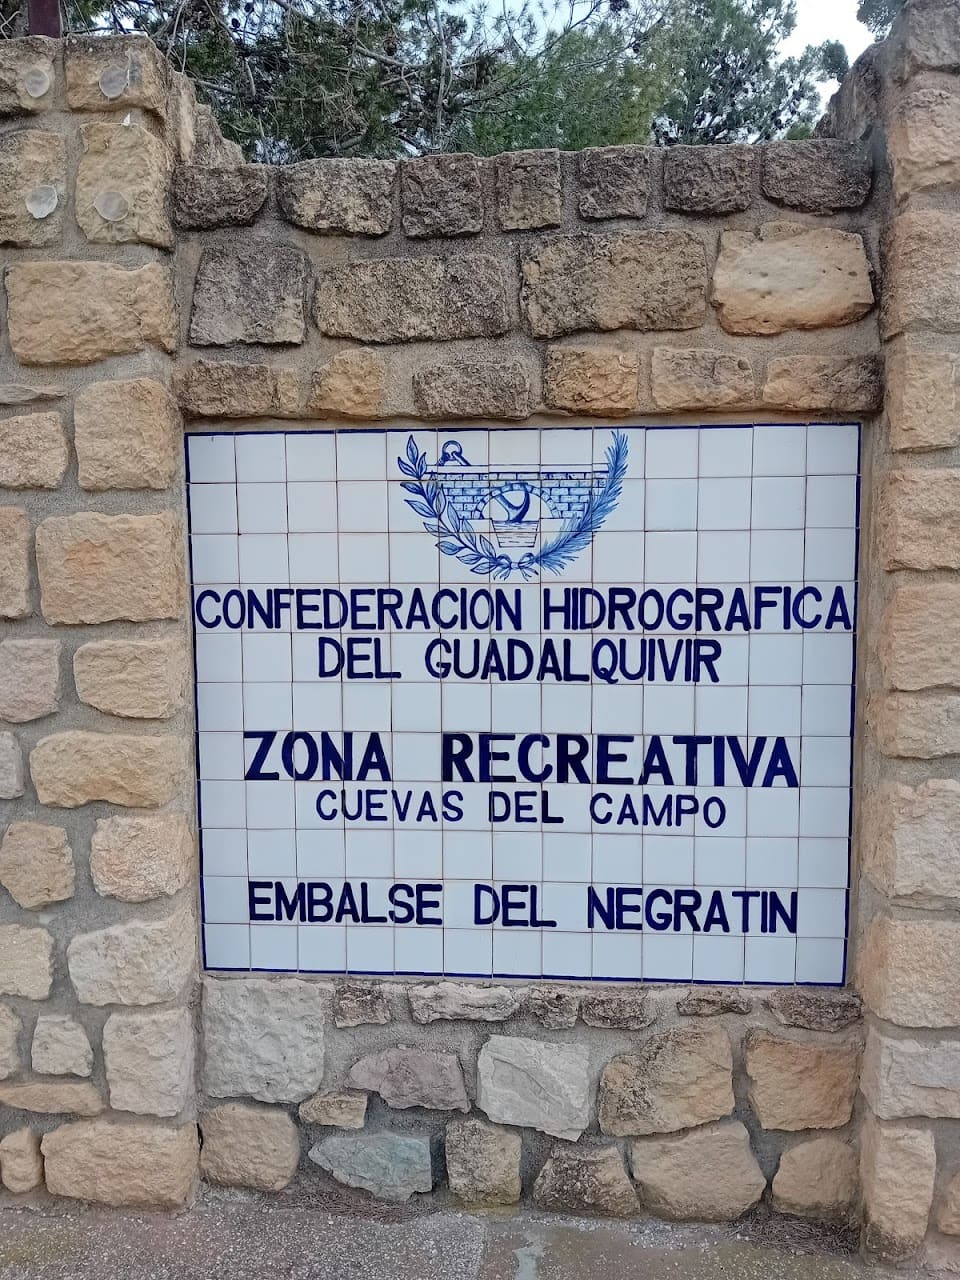 CONFEDERACION HIDROGRAFICA
DEL GUADALQUIVIR
ZONA RECREATIVA
CUEVAS DEL CAMPO
EMBALSE DEL NEGRATIN